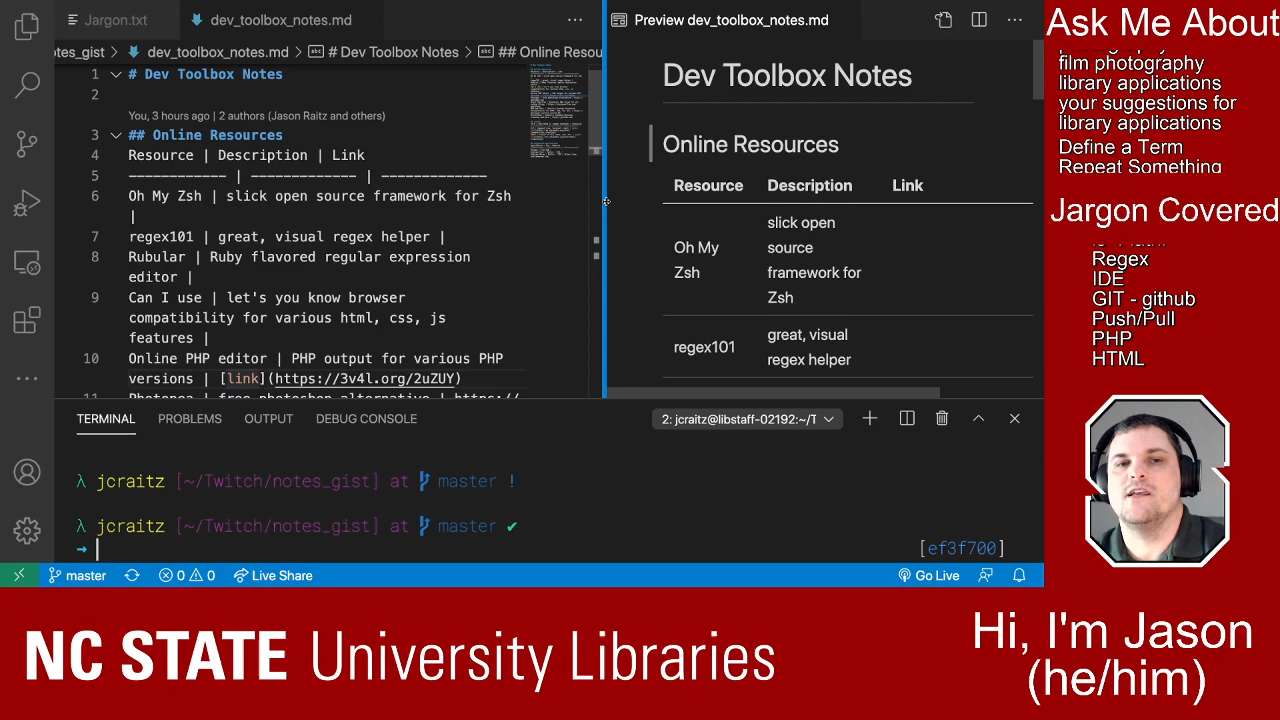 Jargon.txt
dev_toolbox_notes.md
Preview dev_toolbox_notes.md
tes_gist > dev_toolbox_notes.md > # Dev Toolbox Notes > ## Online Resou
1 # Dev Toolbox Notes
2
You, 3 hours ago | 2 authors (Jason Raitz and others)
3 ## Online Resources
4 Resource | Description | Link
5 ------------ | ------------- | -------------
6 Oh My Zsh | slick open source framework for Zsh
|
7 regex101 | great, visual regex helper |
8 Rubular | Ruby flavored regular expression
editor |
9 Can I use | let's you know browser
compatibility for various html, css, js
features |
10 Online PHP editor | PHP output for various PHP
versions | [link](https://3v4l.org/2uZUY)
11 Photopea | free photoshop alternative | https://
Dev Toolbox Notes
Online Resources
Resource Description Link
Oh My
Zsh
slick open
source
framework for
Zsh
regex101
great, visual
regex helper
TERMINAL PROBLEMS OUTPUT DEBUG CONSOLE
2: jcraitz@libstaff-02192:~/T
λ jcraitz [~/Twitch/notes_gist] at master !
λ jcraitz [~/Twitch/notes_gist] at master ✔
→
[ef3f700]
master 0 0 Live Share Go Live
Ask Me About
photography
film photography
library applications
your suggestions for
library applications
Define a Term
Repeat Something
Jargon Covered
Regex
IDE
GIT - github
Push/Pull
PHP
HTML
NC STATE University Libraries
Hi, I'm Jason
(he/him)